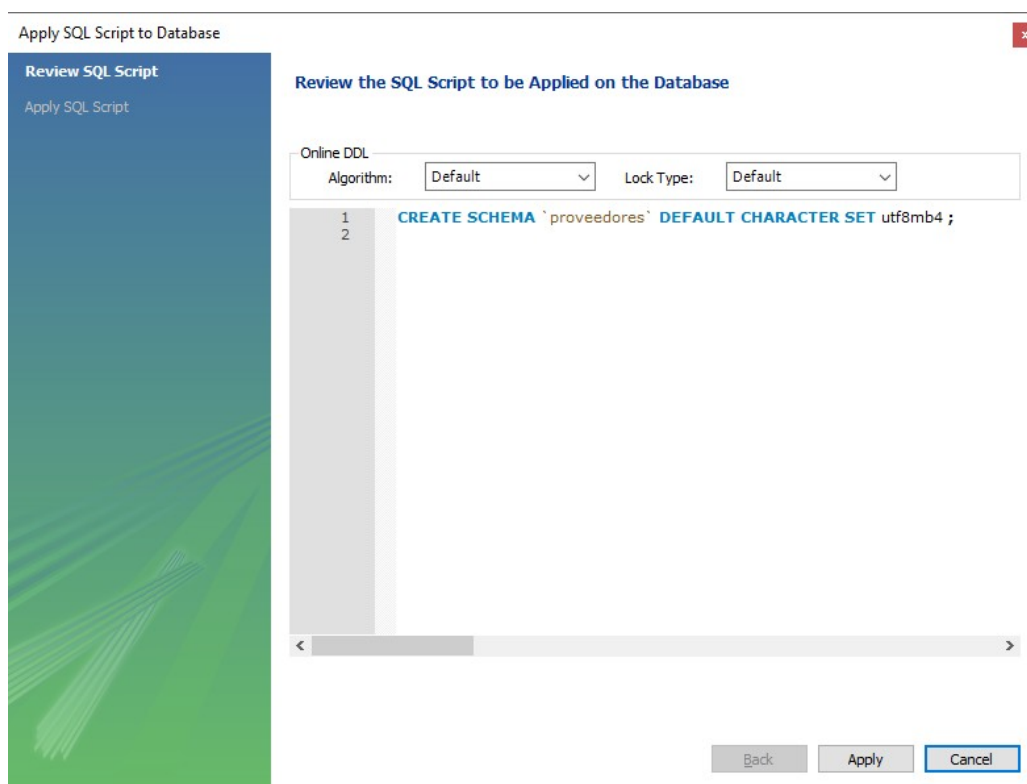 Apply SQL Script to Database
x
Review SQL Script
Apply SQL Script
Review the SQL Script to be Applied on the Database
Online DDL
Algorithm: Default Lock Type: Default
1 CREATE SCHEMA `proveedores` DEFAULT CHARACTER SET utf8mb4 ;
2
Back Apply Cancel